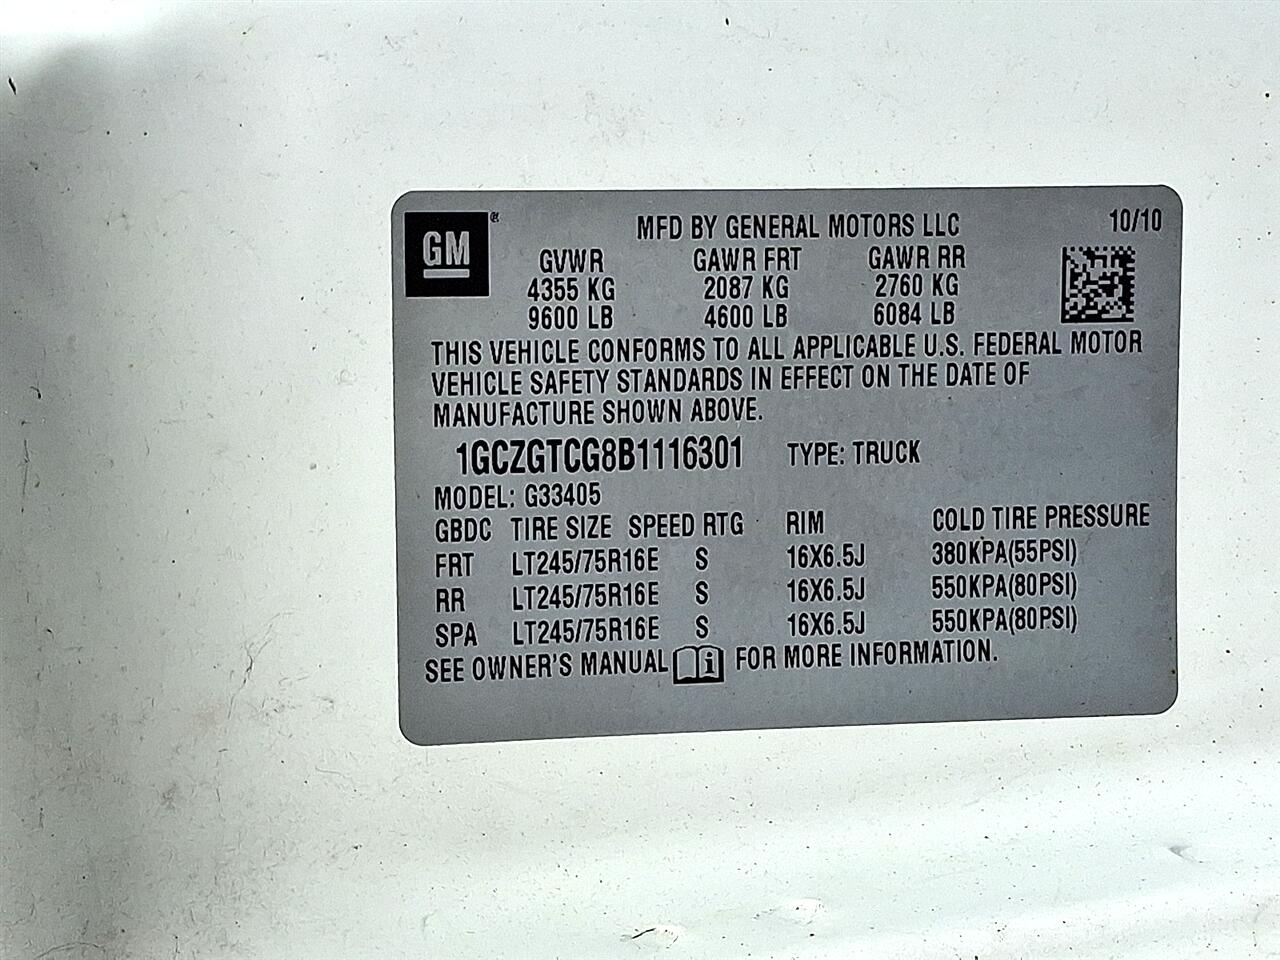 GM ® MFD BY GENERAL MOTORS LLC 10/10
GVWR GAWR FRT GAWR RR
4355 KG 2087 KG 2760 KG
9600 LB 4600 LB 6084 LB
THIS VEHICLE CONFORMS TO ALL APPLICABLE U.S. FEDERAL MOTOR
VEHICLE SAFETY STANDARDS IN EFFECT ON THE DATE OF
MANUFACTURE SHOWN ABOVE.
1GCZGTCG8B1116301 TYPE: TRUCK
MODEL: G33405
GBDC TIRE SIZE SPEED RTG RIM COLD TIRE PRESSURE
FRT LT245/75R16E S 16X6.5J 380KPA(55PSI)
RR LT245/75R16E S 16X6.5J 550KPA(80PSI)
SPA LT245/75R16E S 16X6.5J 550KPA(80PSI)
SEE OWNER'S MANUAL i FOR MORE INFORMATION.